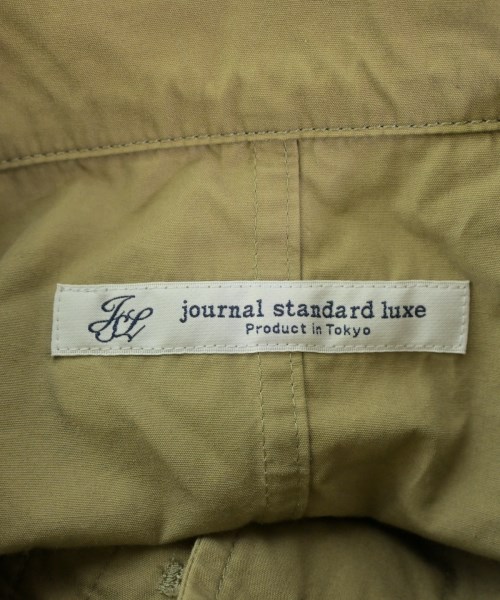 JSL
journal standard luxe
Product in Tokyo